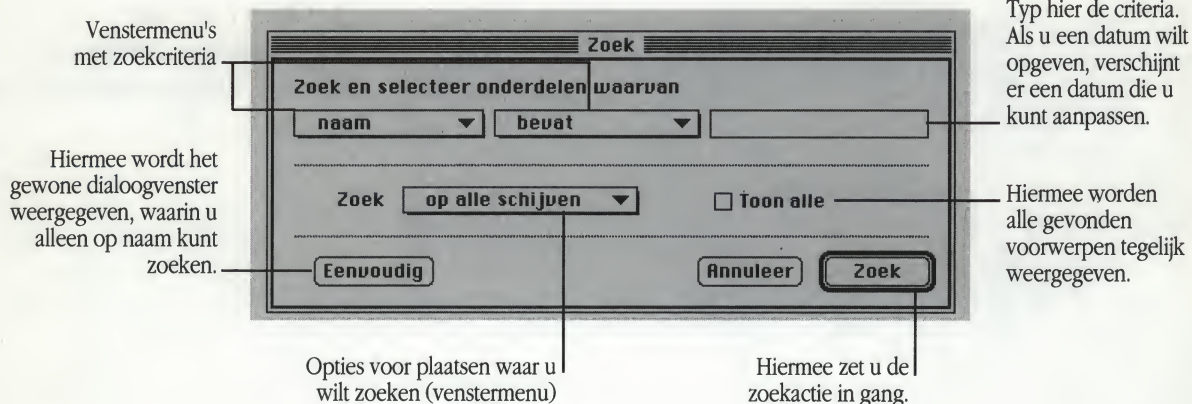 Venstermenu's
met zoekcriteria
Typ hier de criteria.
Als u een datum wilt
opgeven, verschijnt
er een datum die u
kunt aanpassen.
Zoek
Zoek en selecteer onderdelen waarvan
naam
bevat
Hiermee wordt het
gewone dialoogvenster
weergegeven, waarin u
alleen op naam kunt
zoeken.
Zoek
op alle schijven
Toon alle
Hiermee worden
alle gevonden
voorwerpen tegelijk
weergegeven.
Eenvoudig
Annuleer
Zoek
Opties voor plaatsen waar u
wilt zoeken (venstermenu)
Hiermee zet u de
zoekactie in gang.